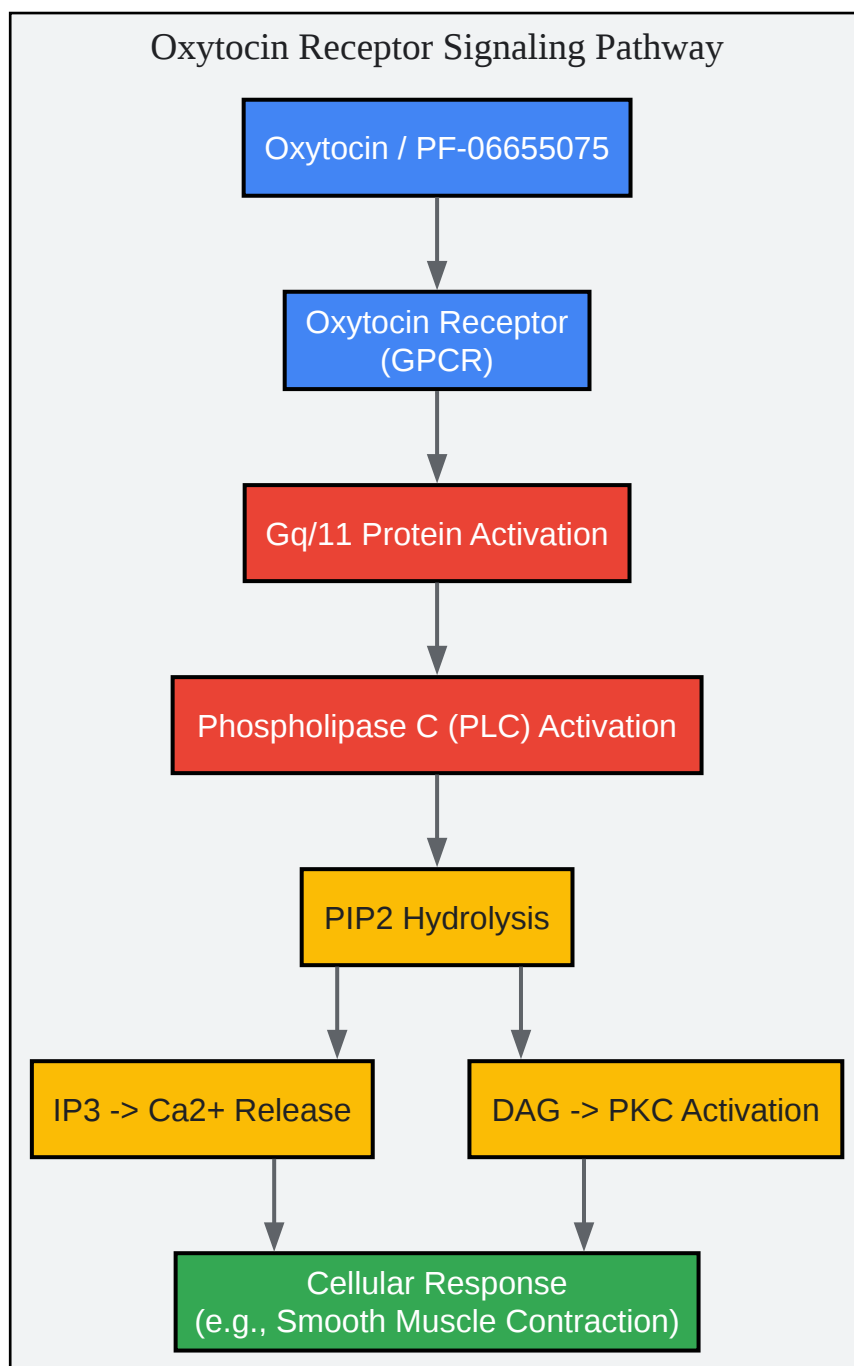 Oxytocin Receptor Signaling Pathway
Oxytocin / PF-06655075
Oxytocin Receptor
(GPCR)
Gq/11 Protein Activation
Phospholipase C (PLC) Activation
PIP2 Hydrolysis
IP3 -> Ca2+ Release
DAG -> PKC Activation
Cellular Response
(e.g., Smooth Muscle Contraction)